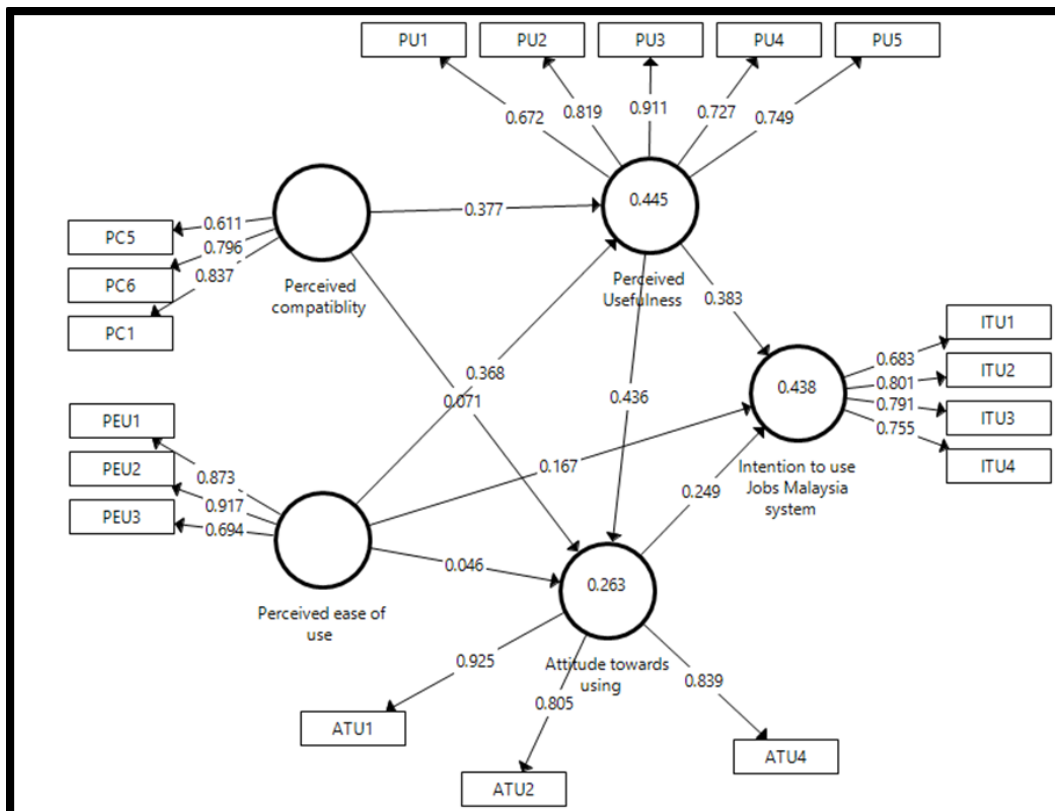 PU1
PU2
PU3
PU4
PU5
0.672
0.819
0.911
0.727
0.749
0.445
Perceived
Usefulness
PC5
PC6
PC1
0.611
0.796
0.837
Perceived
compatiblity
0.377
0.383
0.368
0.071
0.436
ITU1
ITU2
ITU3
ITU4
0.683
0.801
0.791
0.755
0.438
Intention to use
Jobs Malaysia
system
PEU1
PEU2
PEU3
0.873
0.917
0.694
0.167
0.249
0.046
Perceived ease of
use
0.263
Attitude towards
using
0.925
0.805
0.839
ATU1
ATU2
ATU4